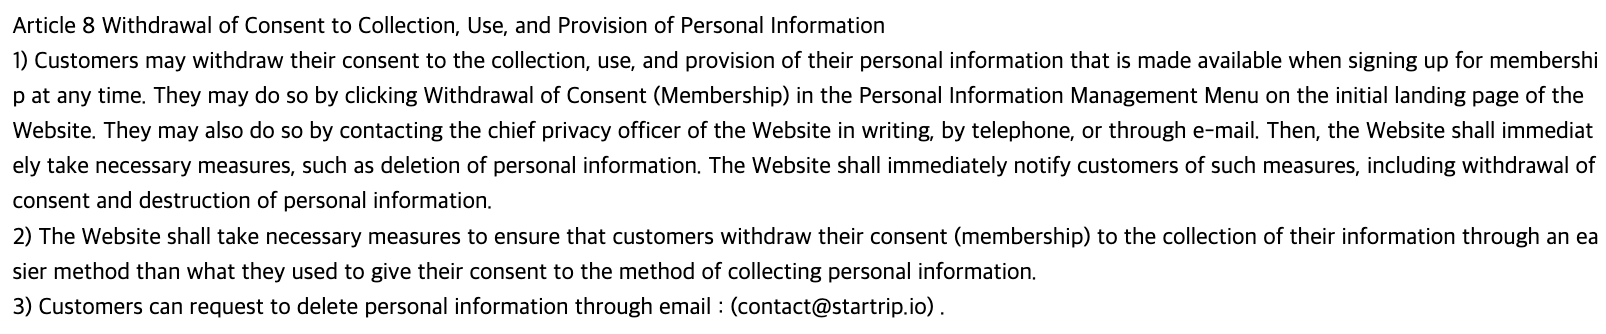 Article 8 Withdrawal of Consent to Collection, Use, and Provision of Personal Information
1) Customers may withdraw their consent to the collection, use, and provision of their personal information that is made available when signing up for membershi
p at any time. They may do so by clicking Withdrawal of Consent (Membership) in the Personal Information Management Menu on the initial landing page of the
Website. They may also do so by contacting the chief privacy officer of the Website in writing, by telephone, or through e-mail. Then, the Website shall immediat
ely take necessary measures, such as deletion of personal information. The Website shall immediately notify customers of such measures, including withdrawal of
consent and destruction of personal information.
2) The Website shall take necessary measures to ensure that customers withdraw their consent (membership) to the collection of their information through an ea
sier method than what they used to give their consent to the method of collecting personal information.
3) Customers can request to delete personal information through email : (contact@startrip.io) .